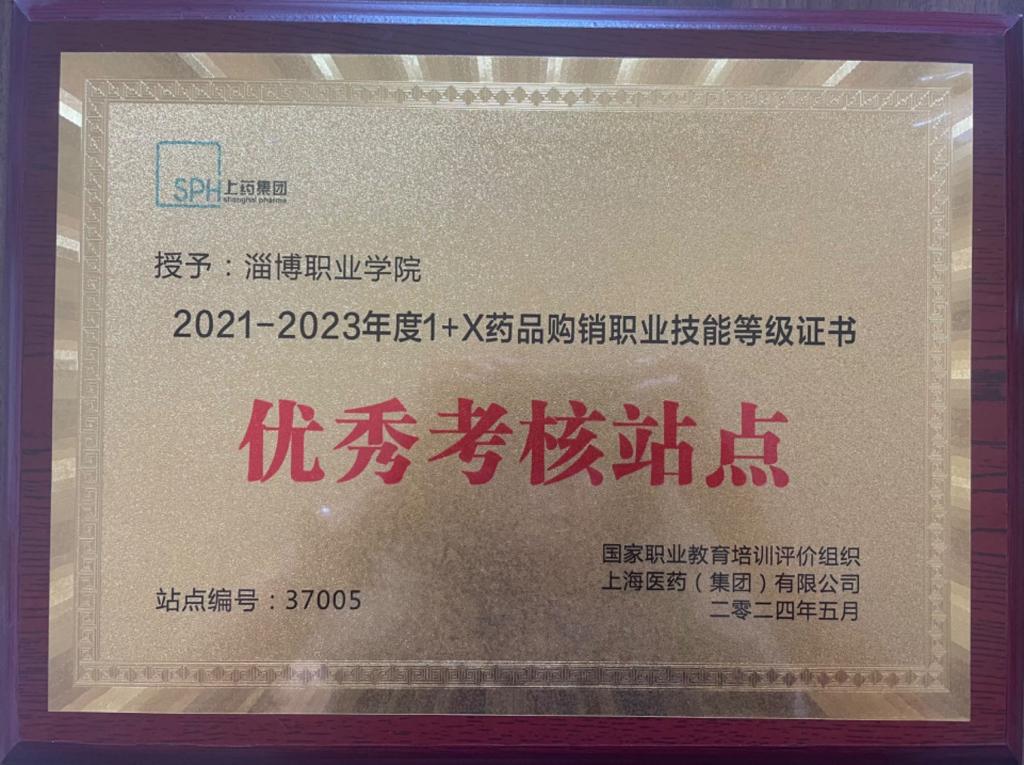 SPH 上药集团
shanghai pharma
授予：淄博职业学院
2021-2023年度1+X药品购销职业技能等级证书
优秀考核站点
国家职业教育培训评价组织
站点编号：37005
上海医药（集团）有限公司
二零二四年五月